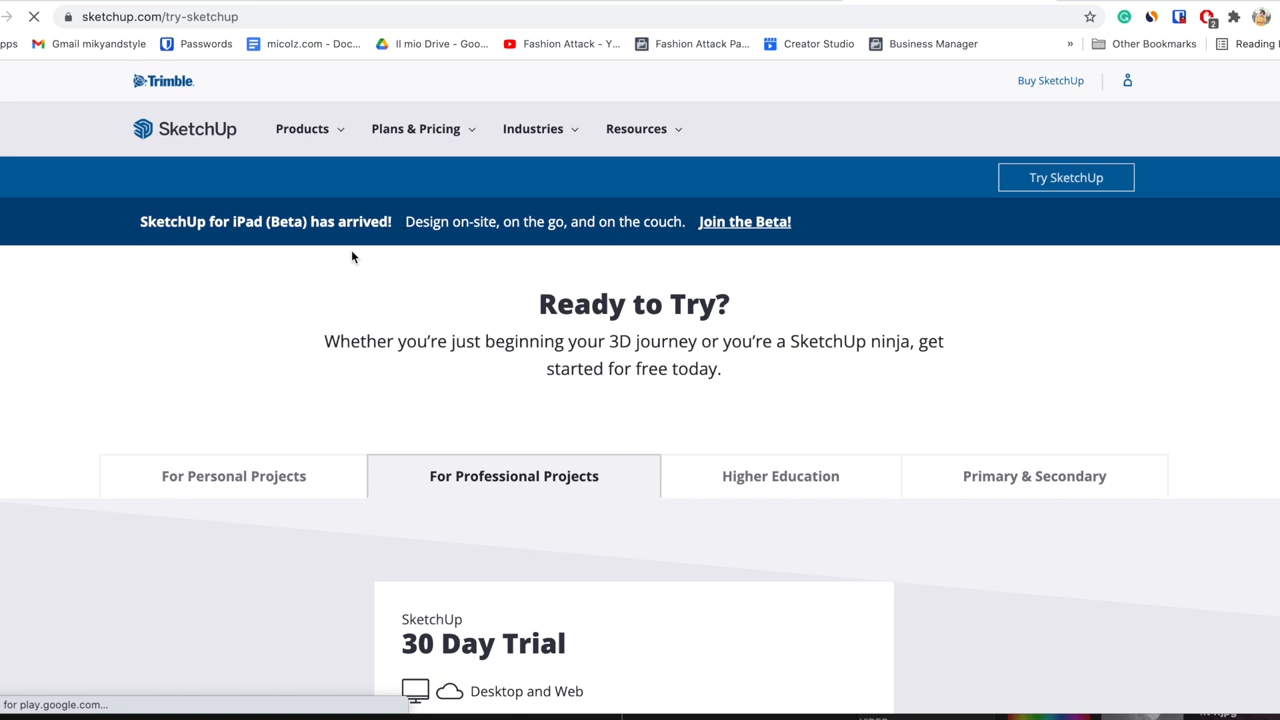 sketchup.com/try-sketchup
2
pps Gmail mikyandstyle Passwords micolz.com - Doc... Il mio Drive - Goo... Fashion Attack - Y... Fashion Attack Pa... Creator Studio Business Manager » Other Bookmarks Reading
Trimble.
Buy SketchUp
SketchUp Products Plans & Pricing Industries Resources
Try SketchUp
SketchUp for iPad (Beta) has arrived! Design on-site, on the go, and on the couch. Join the Beta!
Ready to Try?
Whether you're just beginning your 3D journey or you're a SketchUp ninja, get
started for free today.
For Personal Projects For Professional Projects Higher Education Primary & Secondary
SketchUp
30 Day Trial
Desktop and Web
for play.google.com...